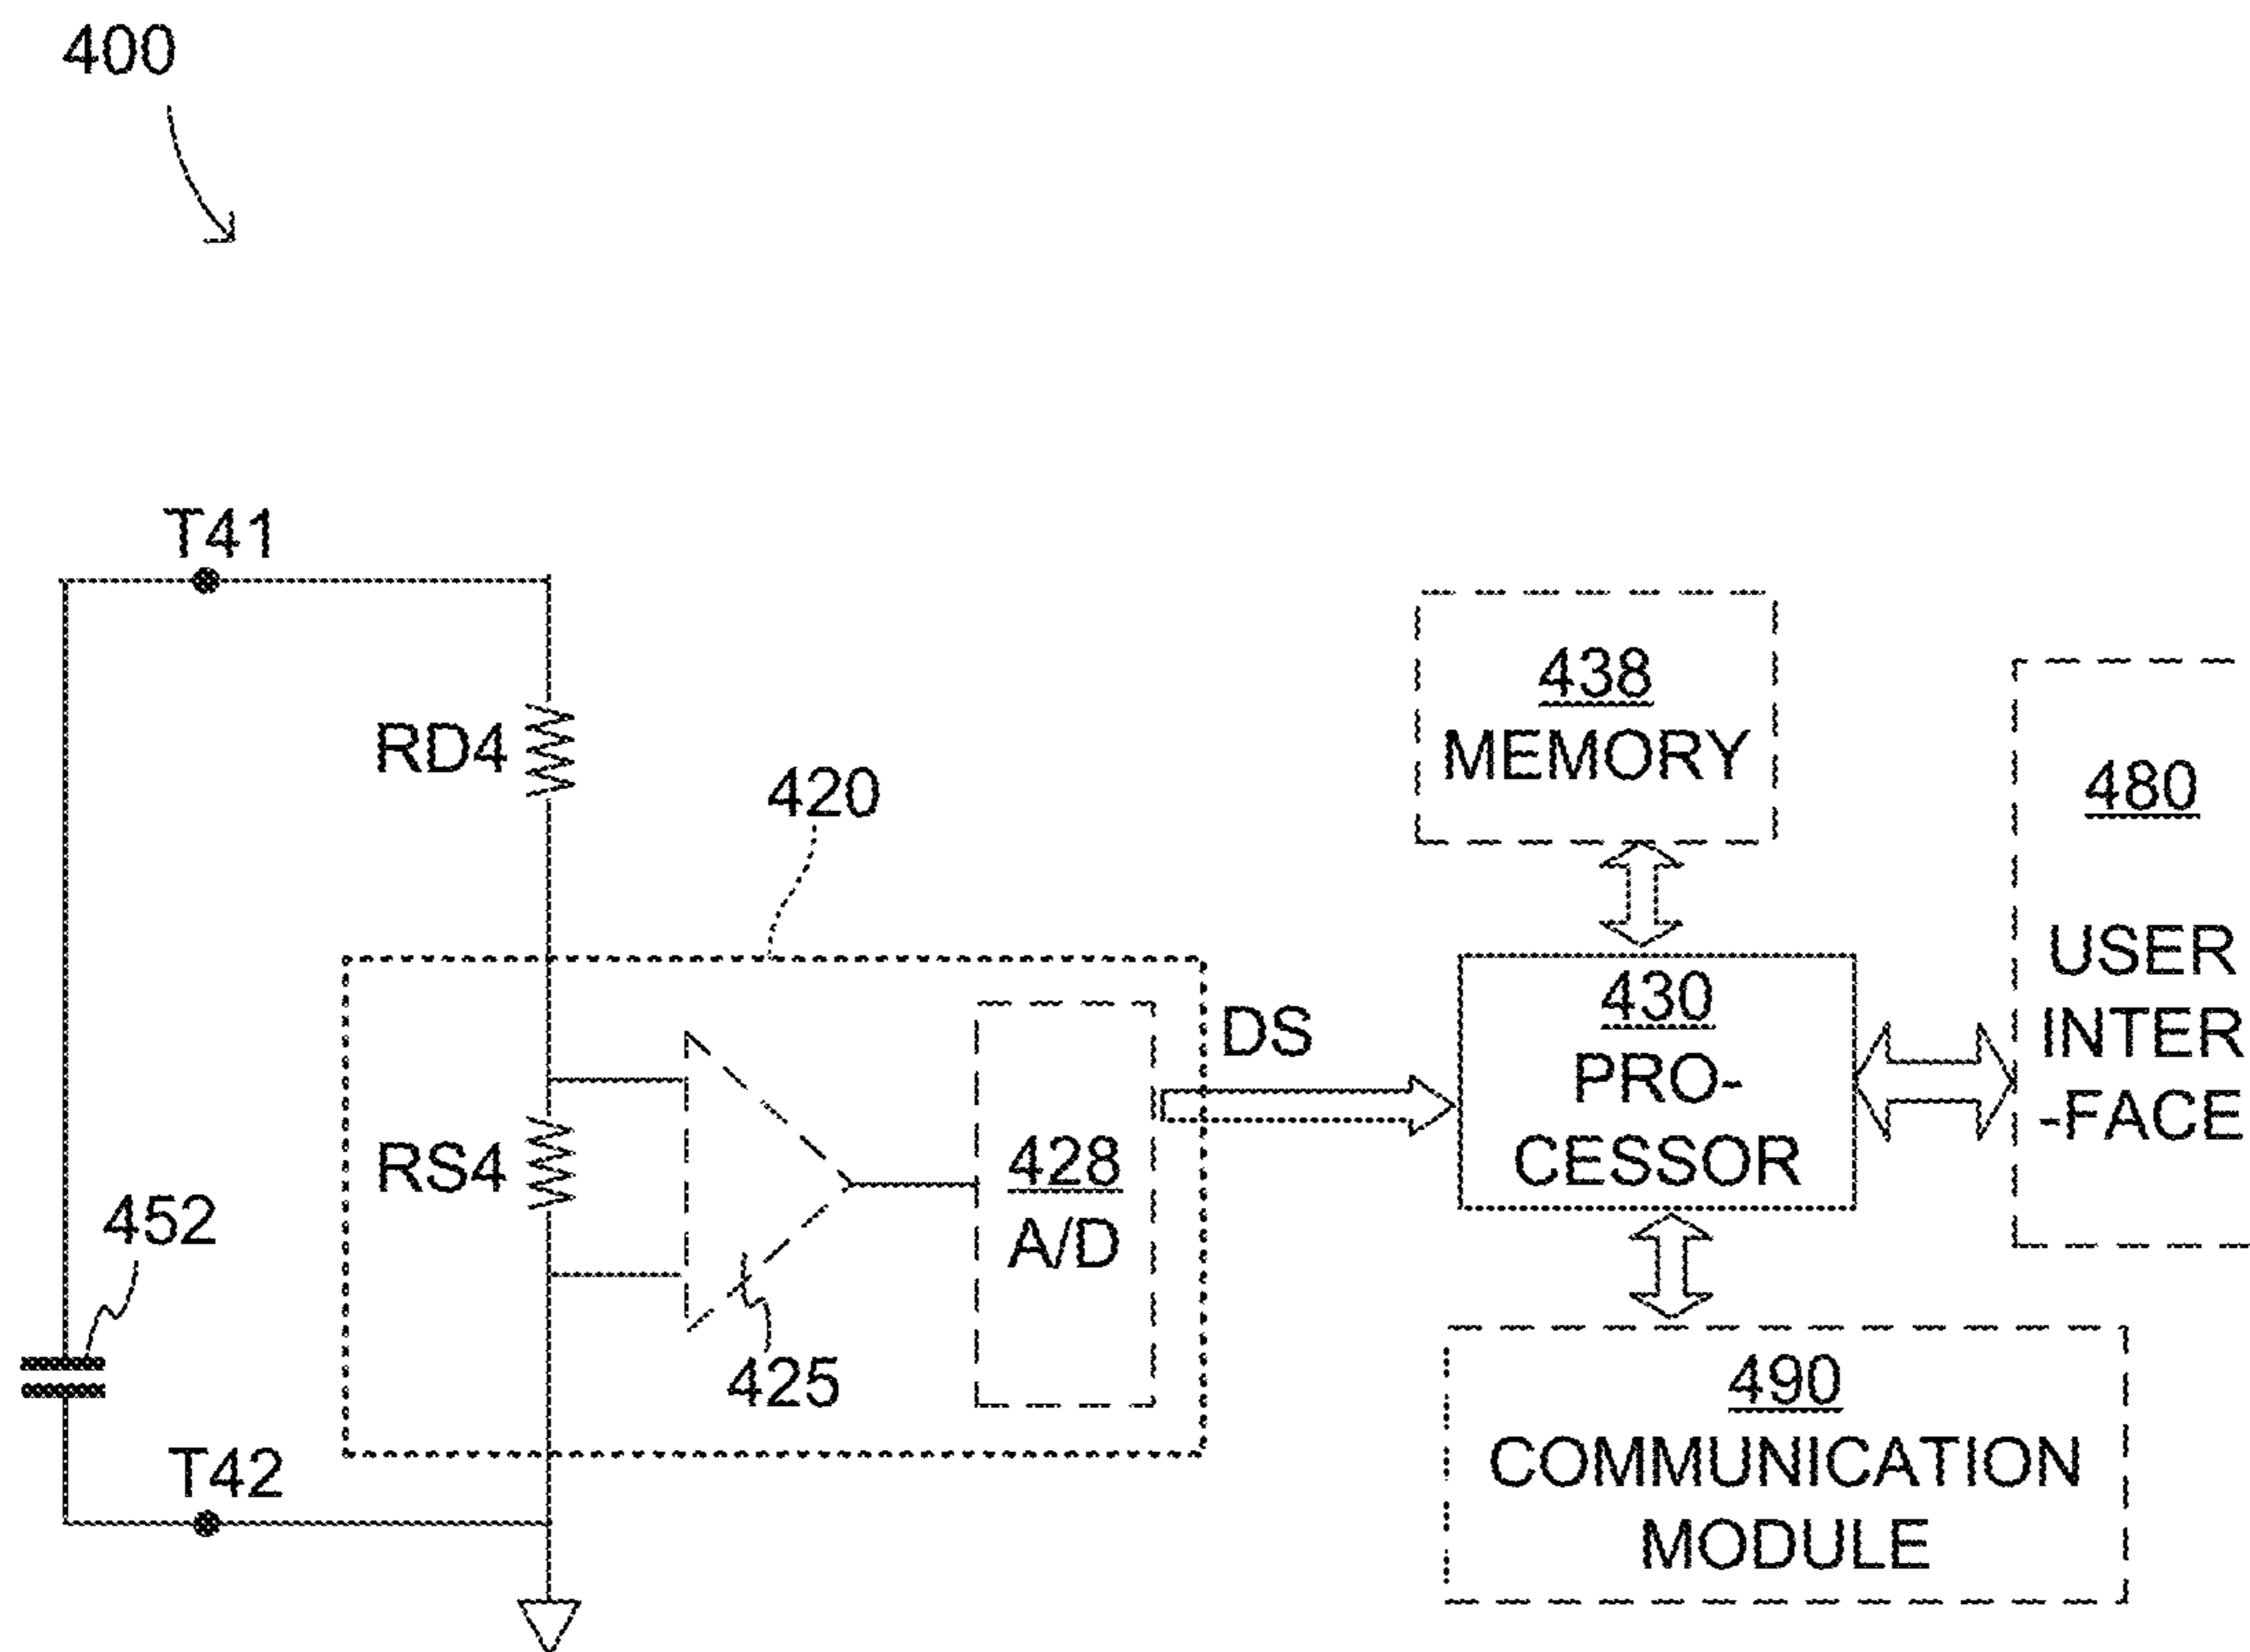 400
T41
RD4
420
438
MEMORY
480
USER
INTER
-FACE
DS
430
PRO-
CESSOR
RS4
428
A/D
452
425
T42
490
COMMUNICATION
MODULE